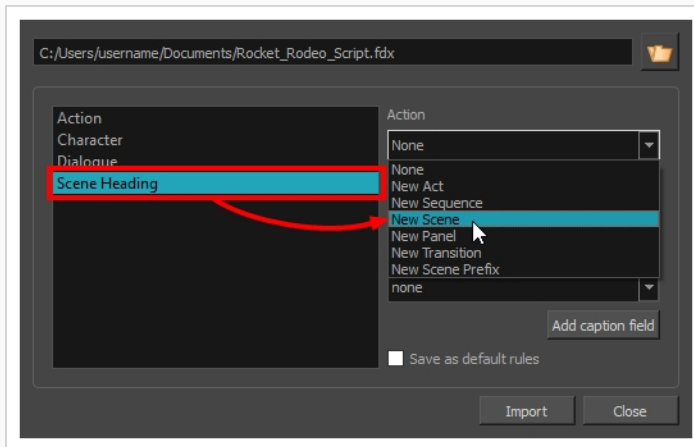 C:/Users/username/Documents/Rocket_Rodeo_Script.fdx
Action
Character
Dialogue
Scene Heading
Action
None
None
New Act
New Sequence
New Scene
New Panel
New Transition
New Scene Prefix
none
Add caption field
Save as default rules
Import Close